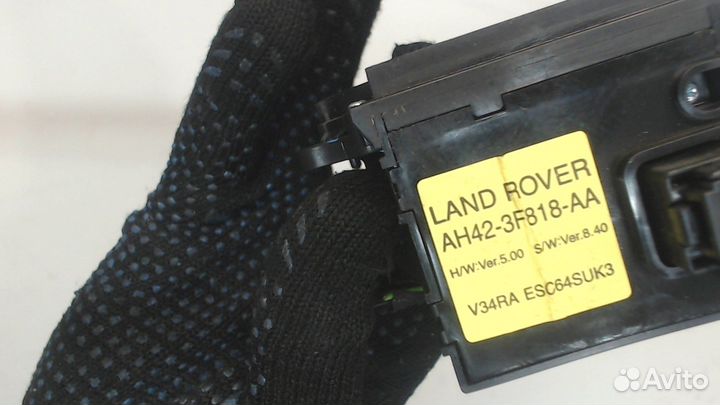 LAND ROVER
AH42-3F818-AA
H/W:Ver.5.00 S/W:Ver.8.40
V34RA ESC64SUK3
Avito